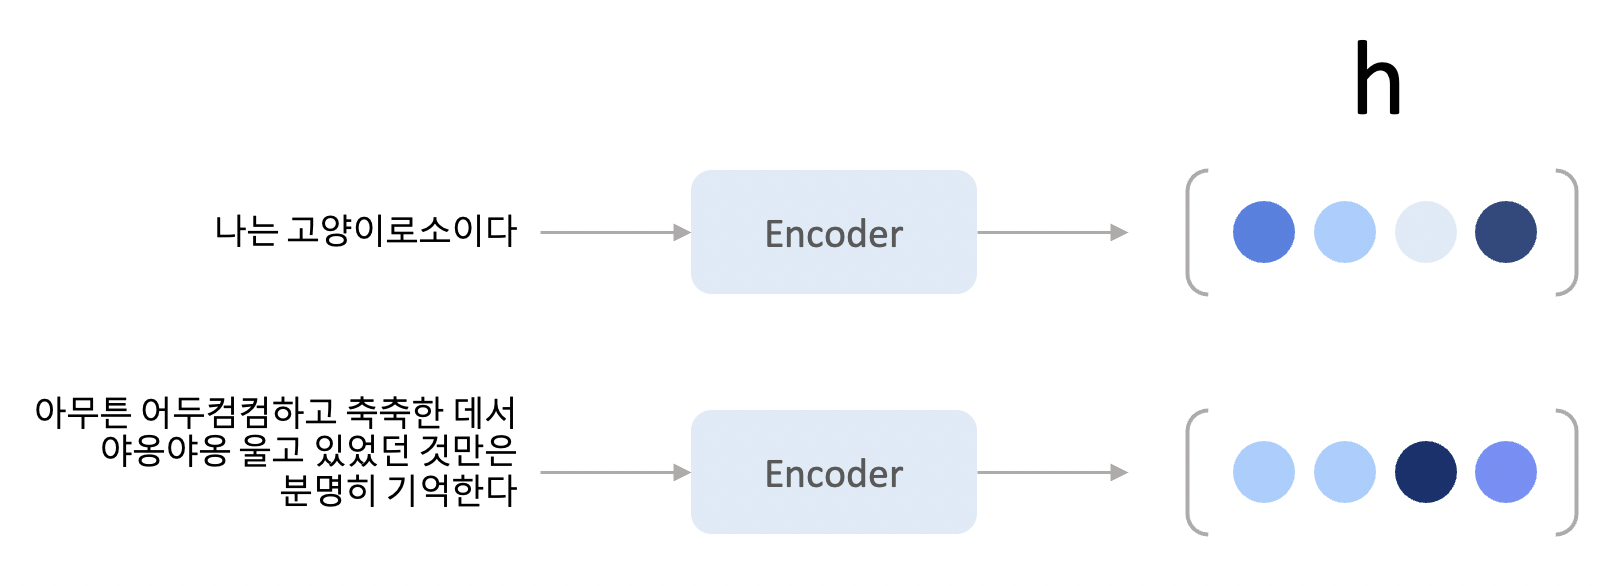 h
나는 고양이로소이다
Encoder
아무튼 어두컴컴하고 축축한 데서
야옹야옹 울고 있었던 것만은
분명히 기억한다
Encoder